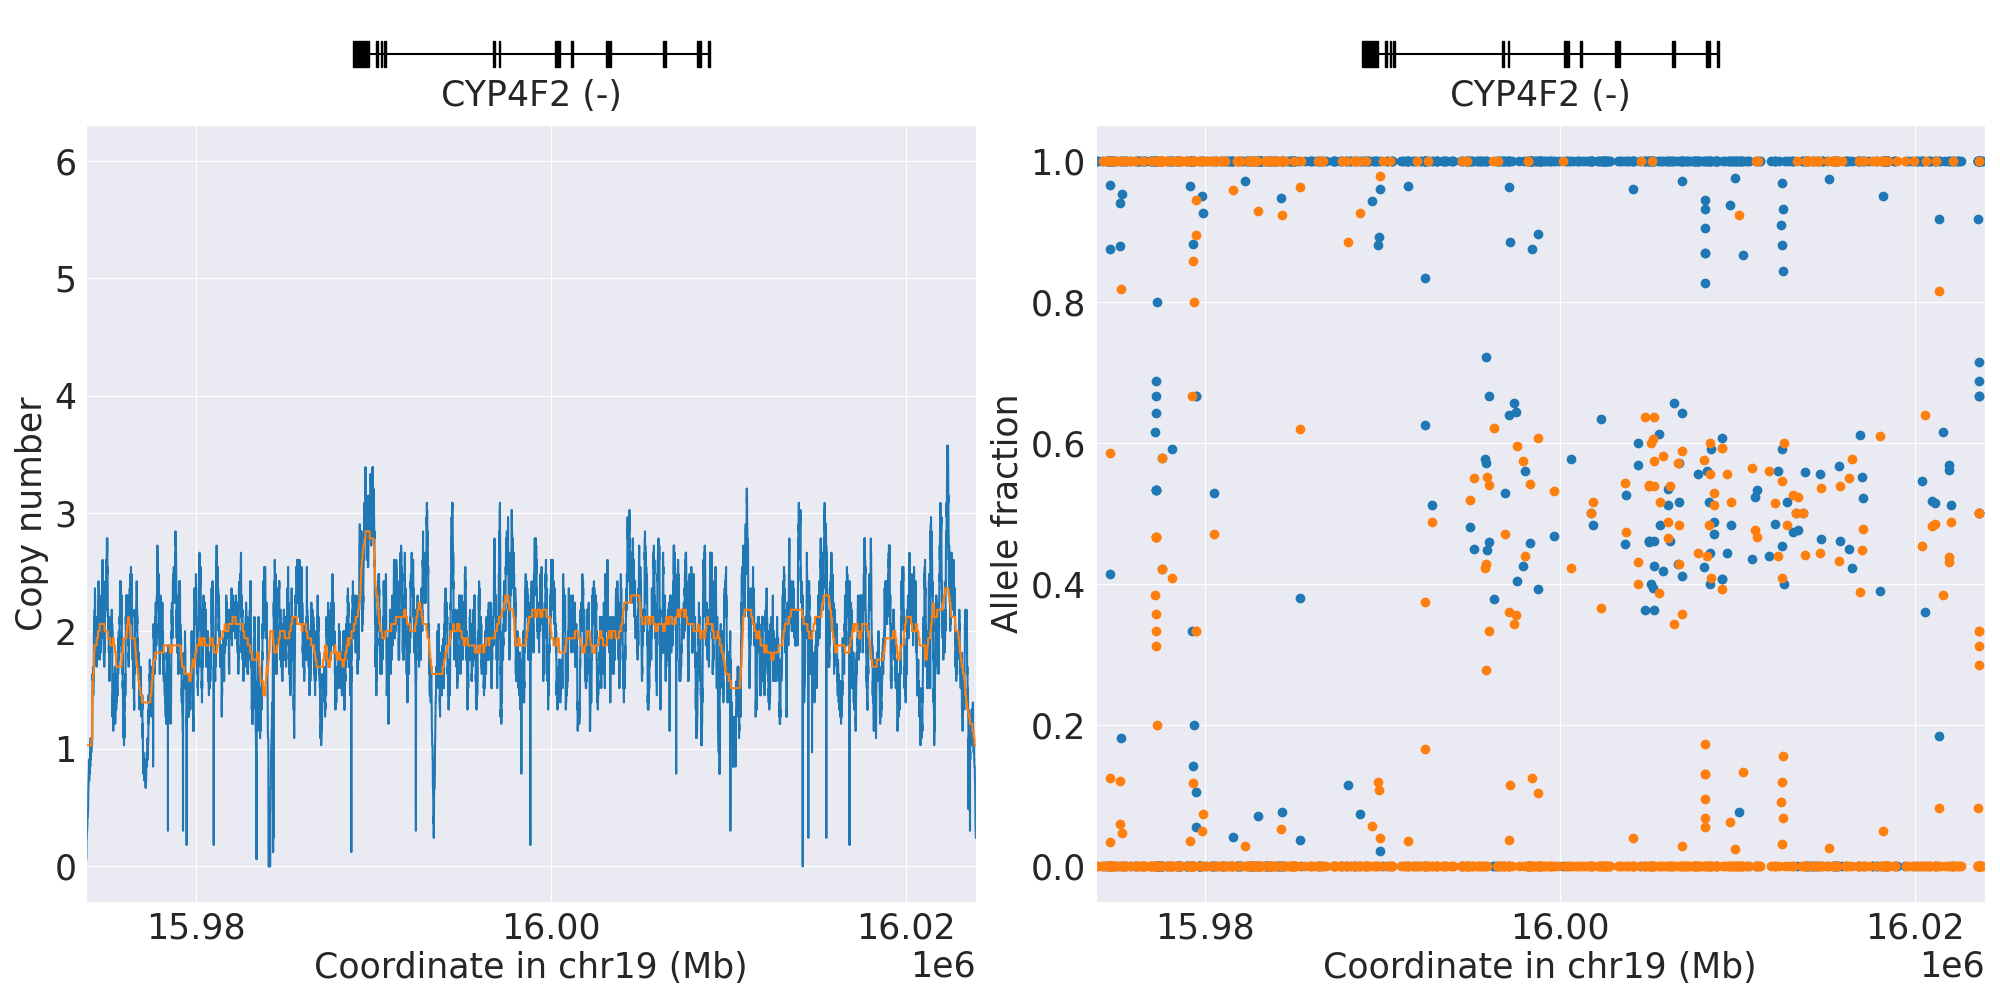 CYP4F2 (-)
6
5
4
3
2
1
0
Copy number
15.98
16.00
16.02
Coordinate in chr19 (Mb)
1e6
CYP4F2 (-)
1.0
0.8
0.6
0.4
0.2
0.0
Allele fraction
15.98
16.00
16.02
Coordinate in chr19 (Mb)
1e6